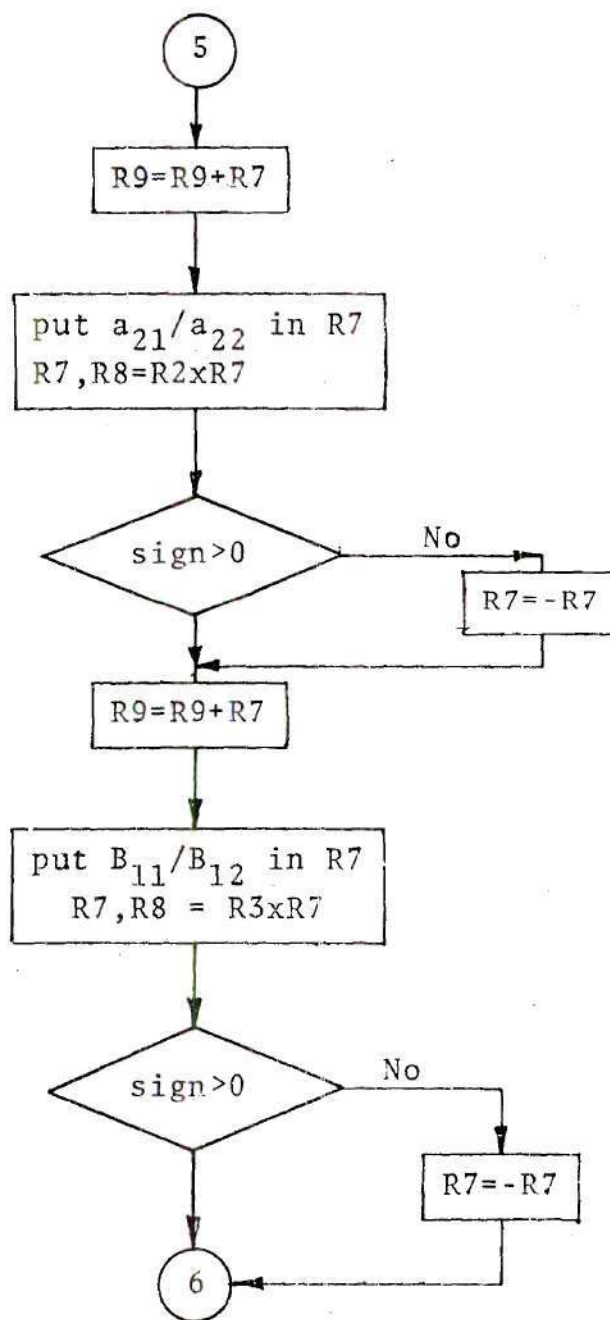 5
R9=R9+R7
put a₂₁/a₂₂ in R7
R7,R8=R2xR7
sign>0
No
R7=-R7
R9=R9+R7
put B₁₁/B₁₂ in R7
R7,R8 = R3xR7
sign>0
No
R7=-R7
6